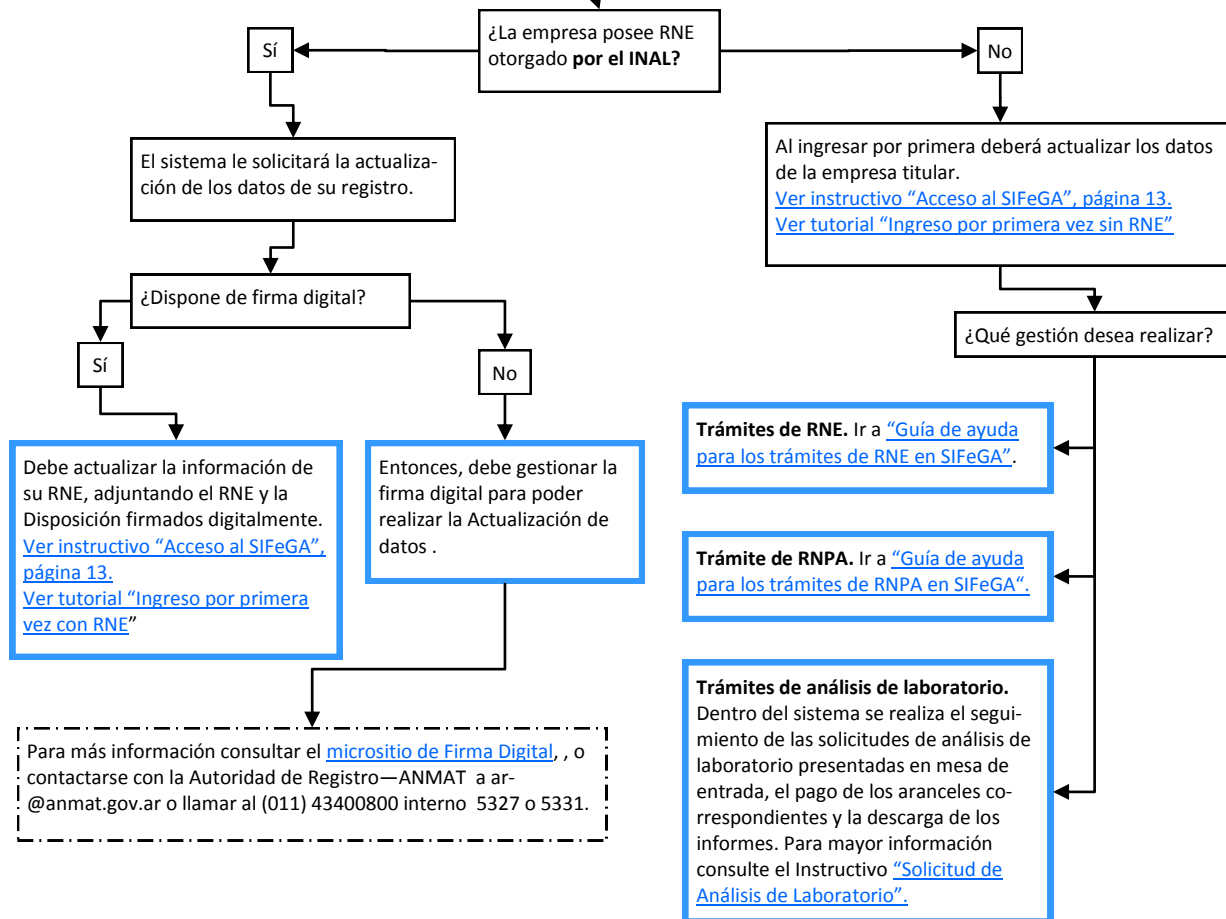 ¿La empresa posee RNE
otorgado por el INAL?
Sí
No
El sistema le solicitará la actualiza-
ción de los datos de su registro.
Al ingresar por primera deberá actualizar los datos
de la empresa titular.
Ver instructivo “Acceso al SIFeGA”, página 13.
Ver tutorial “Ingreso por primera vez sin RNE”
¿Dispone de firma digital?
¿Qué gestión desea realizar?
Sí
No
Debe actualizar la información de
su RNE, adjuntando el RNE y la
Disposición firmados digitalmente.
Ver instructivo “Acceso al SIFeGA”,
página 13.
Ver tutorial “Ingreso por primera
vez con RNE”
Entonces, debe gestionar la
firma digital para poder
realizar la Actualización de
datos .
Trámites de RNE. Ir a “Guía de ayuda
para los trámites de RNE en SIFeGA”.
Trámite de RNPA. Ir a “Guía de ayuda
para los trámites de RNPA en SIFeGA“.
Trámites de análisis de laboratorio.
Dentro del sistema se realiza el segui-
miento de las solicitudes de análisis de
laboratorio presentadas en mesa de
entrada, el pago de los aranceles co-
rrespondientes y la descarga de los
informes. Para mayor información
consulte el Instructivo “Solicitud de
Análisis de Laboratorio”.
Para más información consultar el micrositio de Firma Digital, , o
contactarse con la Autoridad de Registro—ANMAT a ar-
@anmat.gov.ar o llamar al (011) 43400800 interno 5327 o 5331.